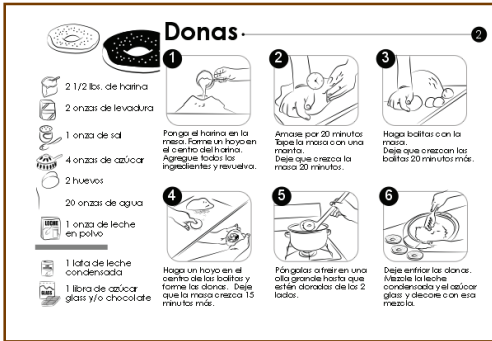 Donas
2
2 1/2 lbs. de harina
2 onzas de levadura
1 onza de sal
4 onzas de azúcar
2 huevos
20 onzas de agua
LECHE
1 onza de leche
en polvo
1 lata de leche
condensada
GLASS
1 libra de azúcar
glass y/o chocolate
1
Ponga el harina en la
mesa. Forme un hoyo en
el centro del harina.
Agregue todos los
ingredientes y revuelva.
2
Amase por 20 minutos
Tape la masa con una
manta.
Deje que crezca la
masa 20 minutos.
3
Haga bolitas con la
masa.
Deje que crezcan las
bolitas 20 minutos más.
4
Haga un hoyo en el
centro de las bolitas y
forme las donas. Deje
que la masa crezca 15
minutos más.
5
Póngalas a freir en una
olla grande hasta que
estén doradas de los 2
lados.
6
Deje enfriar las donas.
Mezcle la leche
condensada y el azúcar
glass y decore con esa
mezcla.